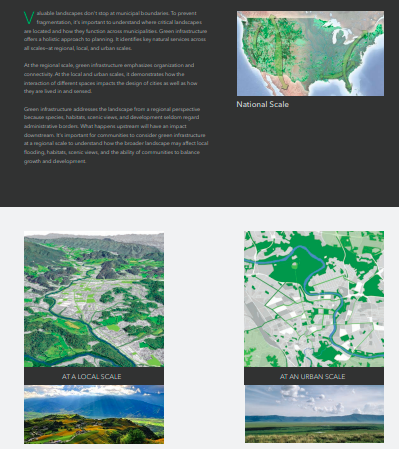 Valuable landscapes don't stop at municipal boundaries. To prevent
fragmentation, it's important to understand where critical landscapes
are located and how they function across municipalities. Green infrastructure
offers a holistic approach to planning. It identifies key natural services across
all scales–at regional, local, and urban scales.
At the regional scale, green infrastructure emphasizes organization and
connectivity. At the local and urban scales, it demonstrates how the
interaction of different spaces impacts the design of cities as well as how
they are lived in and sensed.
Green infrastructure addresses the landscape from a regional perspective
because species, habitats, scenic views, and development seldom regard
administrative borders. What happens upstream will have an impact
downstream. It's important for communities to consider green infrastructure
at a regional scale to understand how the broader landscape may affect local
flooding, habitats, scenic views, and the ability of communities to balance
growth and development.
National Scale
AT A LOCAL SCALE
AT AN URBAN SCALE